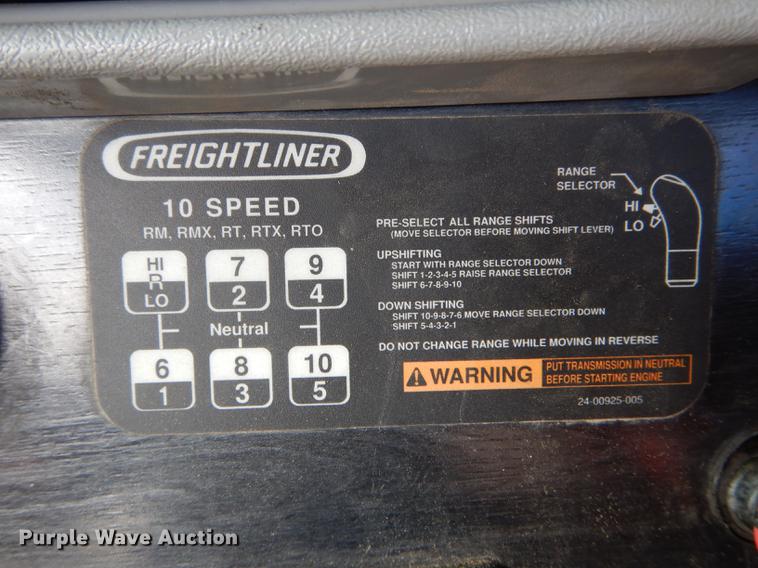 FREIGHTLINER
10 SPEED
RM, RMX, RT, RTX, RTO
HI
R
LO
7
2
9
4
Neutral
6
1
8
3
10
5
RANGE
SELECTOR
HI
LO
PRE-SELECT ALL RANGE SHIFTS
(MOVE SELECTOR BEFORE MOVING SHIFT LEVER)
UPSHIFTING
START WITH RANGE SELECTOR DOWN
SHIFT 1-2-3-4-5 RAISE RANGE SELECTOR
SHIFT 6-7-8-9-10
DOWN SHIFTING
SHIFT 10-9-8-7-6 MOVE RANGE SELECTOR DOWN
SHIFT 5-4-3-2-1
DO NOT CHANGE RANGE WHILE MOVING IN REVERSE
WARNING
PUT TRANSMISSION IN NEUTRAL
BEFORE STARTING ENGINE
24-00925-005
Purple Wave Auction